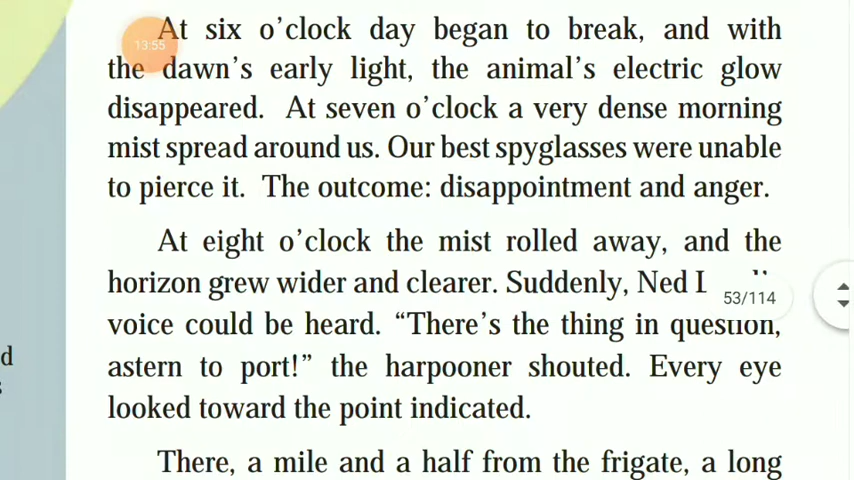 At six o’clock day began to break, and with
the dawn’s early light, the animal’s electric glow
disappeared. At seven o’clock a very dense morning
mist spread around us. Our best spyglasses were unable
to pierce it. The outcome: disappointment and anger.
At eight o’clock the mist rolled away, and the
horizon grew wider and clearer. Suddenly, Ned
voice could be heard. “There’s the thing in question,
astern to port!” the harpooner shouted. Every eye
looked toward the point indicated.
There, a mile and a half from the frigate, a long
13:55
53/114
d